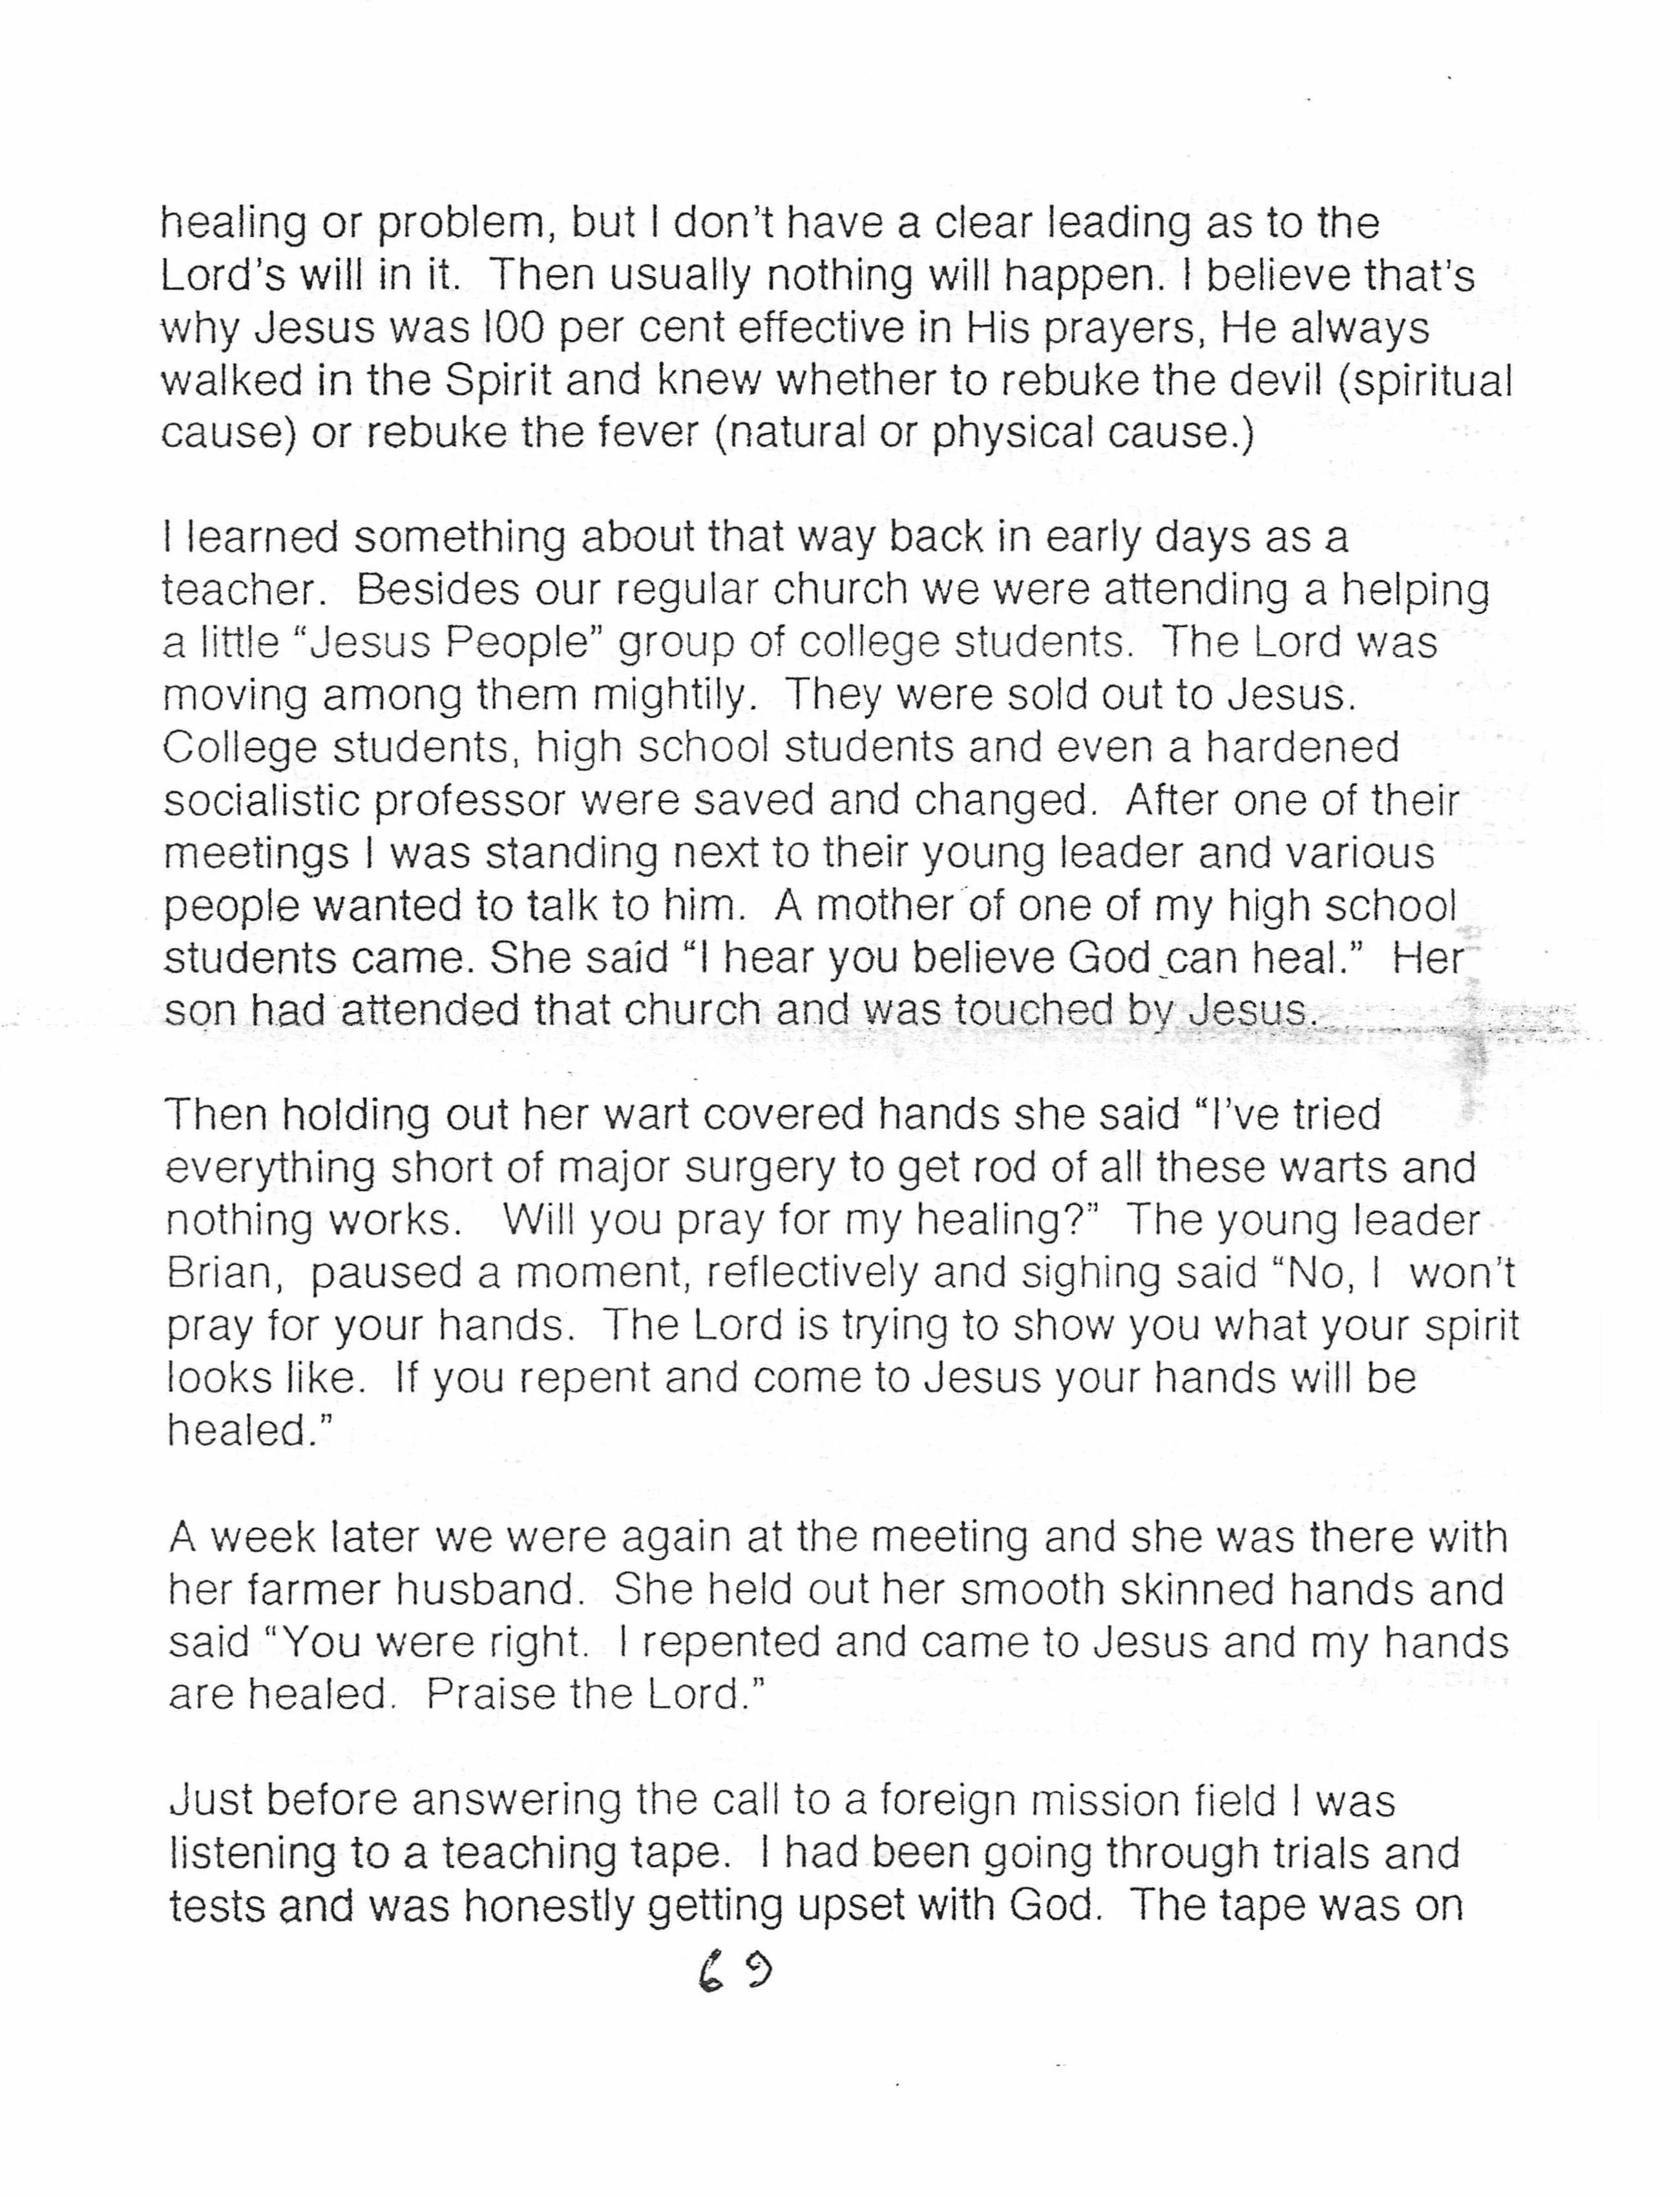 healing or problem, but I don't have a clear leading as to the
Lord's will in it.  Then usually nothing will happen. I believe that's
why Jesus was 100 per cent effective in His prayers, He always
walked in the Spirit and knew whether to rebuke the devil (spiritual
cause) or rebuke the fever (natural or physical cause.)

I learned something about that way back in early days as a
teacher.  Besides our regular church we were attending a helping
a little “Jesus People” group of college students.  The Lord was
moving among them mightily.  They were sold out to Jesus.
College students, high school students and even a hardened
socialistic professor were saved and changed.  After one of their
meetings I was standing next to their young leader and various
people wanted to talk to him.  A mother of one of my high school
students came. She said “I hear you believe God can heal.”  Her
son had attended that church and was touched by Jesus.

Then holding out her wart covered hands she said “I've tried
everything short of major surgery to get rod of all these warts and
nothing works.   Will you pray for my healing?”  The young leader
Brian,  paused a moment, reflectively and sighing said “No, I  won't
pray for your hands.  The Lord is trying to show you what your spirit
looks like.  If you repent and come to Jesus your hands will be
healed.”

A week later we were again at the meeting and she was there with
her farmer husband.  She held out her smooth skinned hands and
said “You were right.  I repented and came to Jesus and my hands
are healed.  Praise the Lord.”

Just before answering the call to a foreign mission field I was
listening to a teaching tape.  I had been going through trials and
tests and was honestly getting upset with God.  The tape was on
69